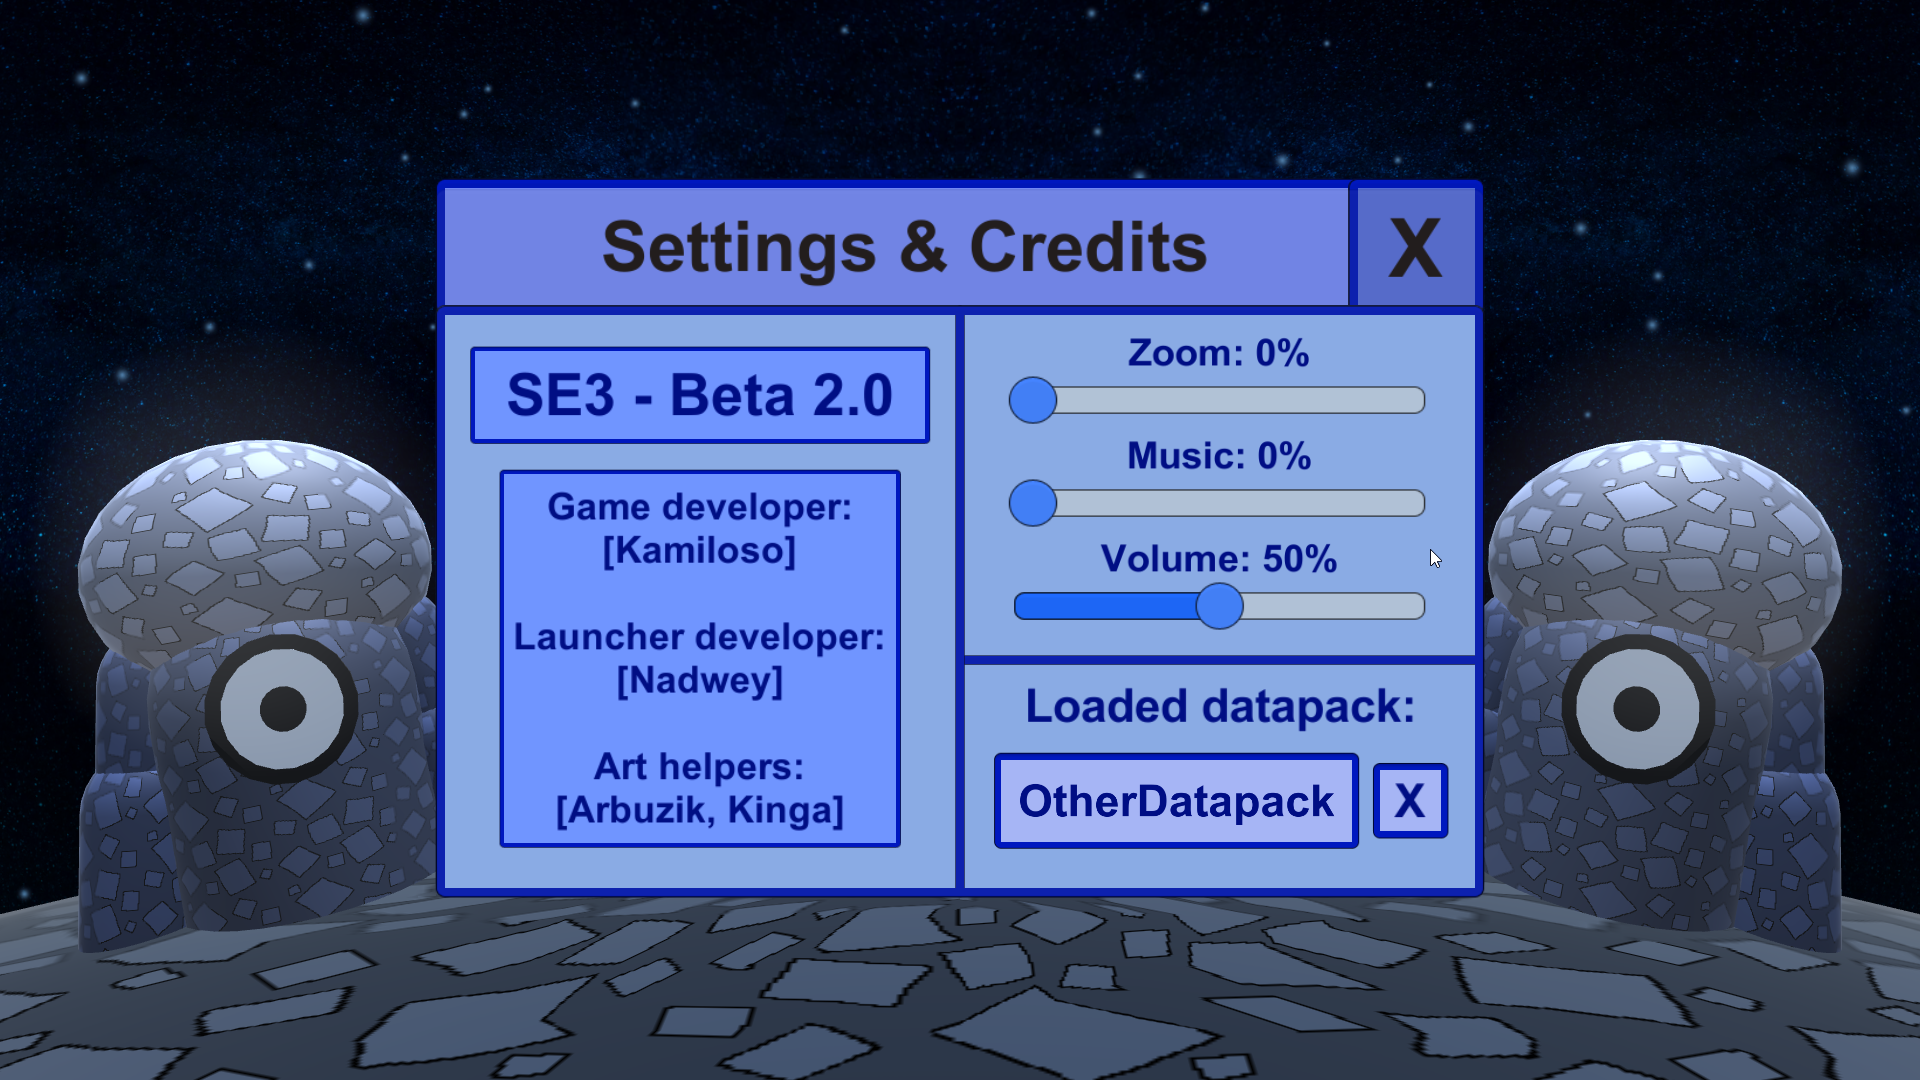 Settings & Credits
X
SE3 - Beta 2.0
Game developer:
[Kamiloso]
Launcher developer:
[Nadwey]
Art helpers:
[Arbuzik, Kinga]
Zoom: 0%
Music: 0%
Volume: 50%
Loaded datapack:
OtherDatapack
X